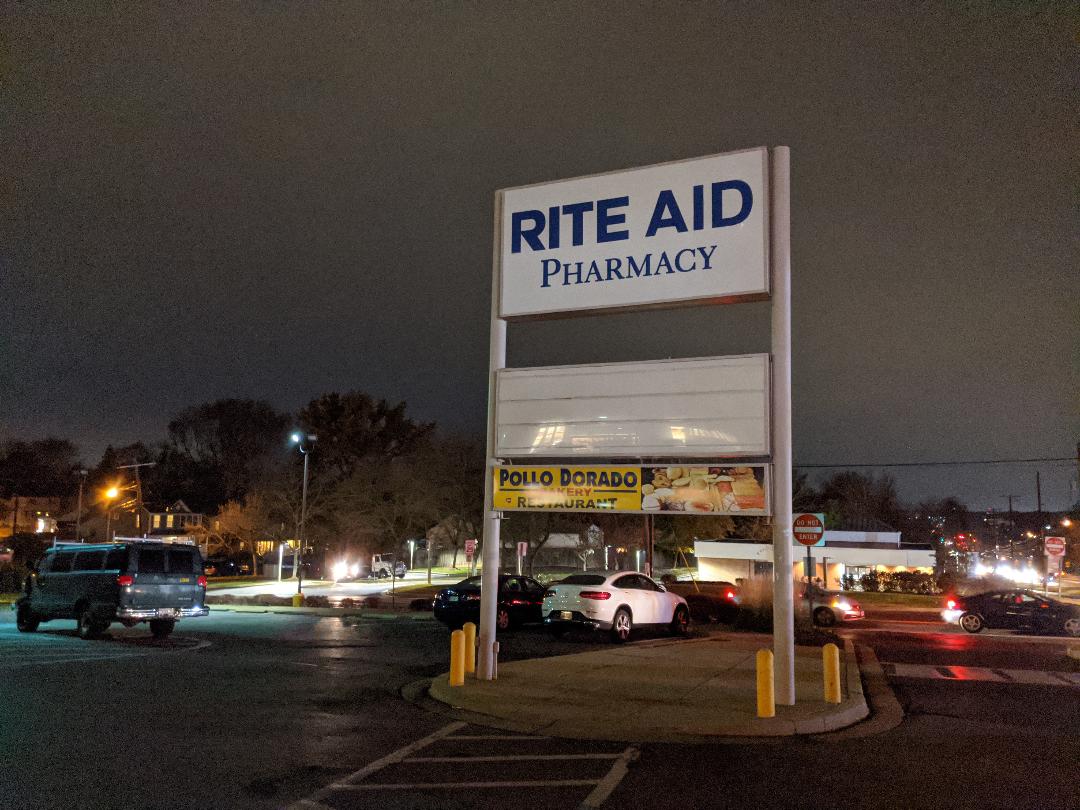 RITE AID
PHARMACY
POLLO DORADO
BAKERY
RESTAURANT
DO NOT
ENTER